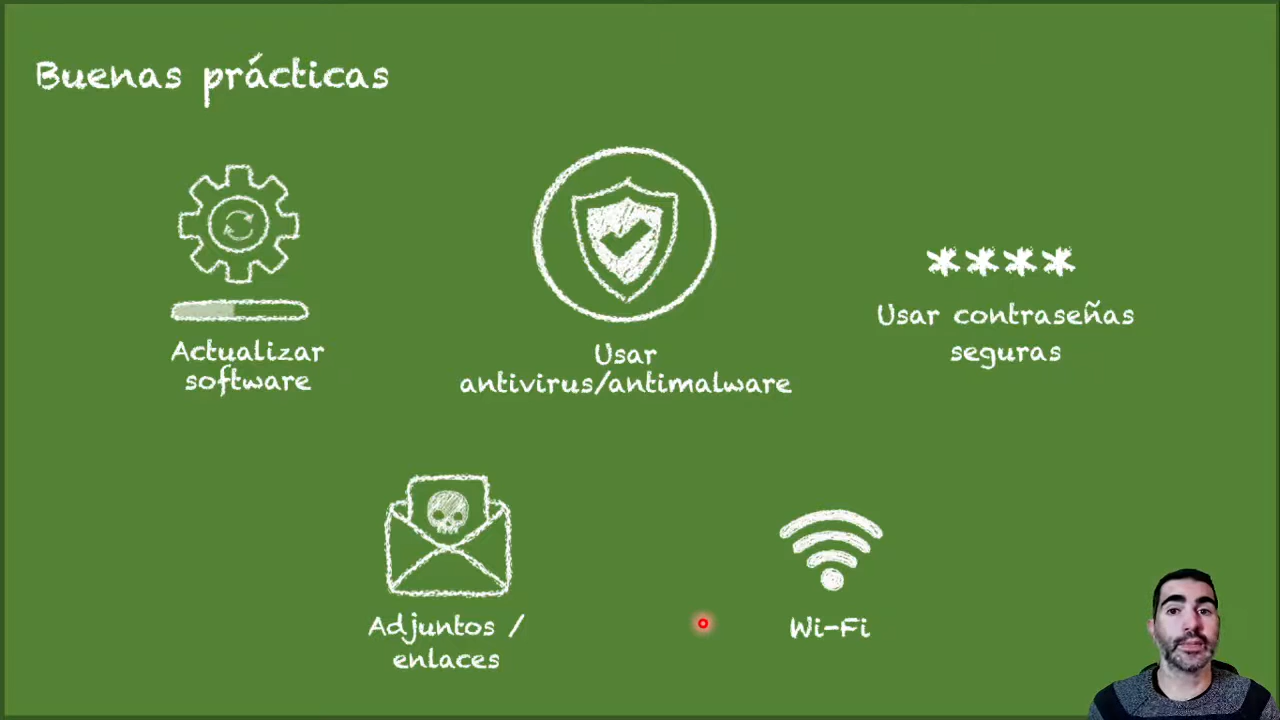 Buenas prácticas
Actualizar
software
Usar
antivirus/antimalware
****
Usar contraseñas
seguras
Adjuntos /
enlaces
Wi-Fi